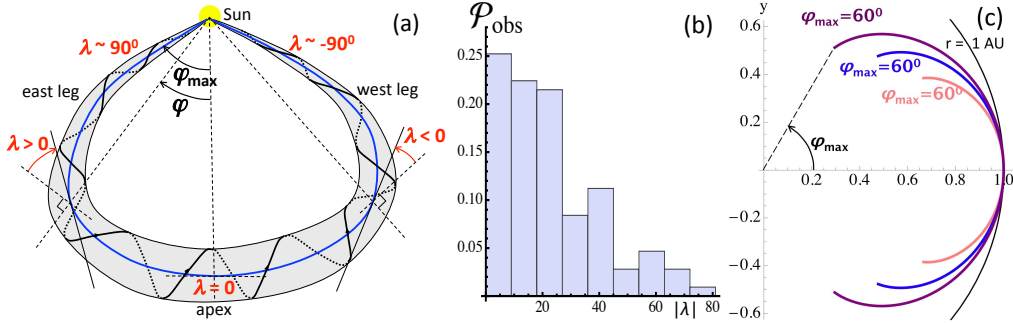 Sun
(a)
λ ~ 90⁰
λ ~ -90⁰
φmax
φ
east leg
west leg
λ > 0
λ < 0
λ = 0
apex
𝒫obs
(b)
0.25
0.20
0.15
0.10
0.05
20
40
60
|λ|
80
y
(c)
φmax=60⁰
r = 1 AU
φmax=60⁰
φmax=60⁰
φmax
0.6
0.4
0.2
0.2
0.4
0.6
0.8
1.0
x
−0.2
−0.4
−0.6